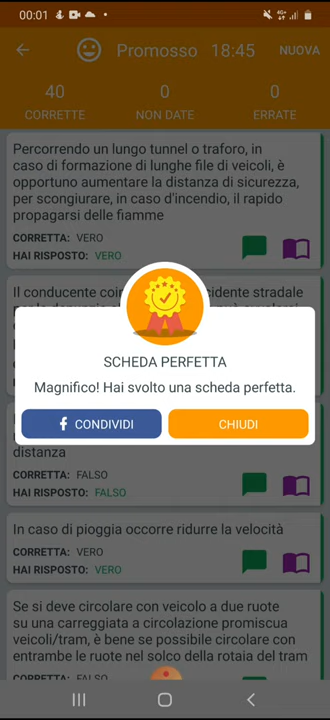 00:01
4G+
Promosso 18:45 NUOVA
40 0 0
CORRETTE NON DATE ERRATE
Percorrendo un lungo tunnel o traforo, in
caso di formazione di lunghe file di veicoli, è
opportuno aumentare la distanza di sicurezza,
per scongiurare, in caso d'incendio, il rapido
propagarsi delle fiamme
CORRETTA: VERO
HAI RISPOSTO: VERO
Il conducente
SCHEDA PERFETTA
Magnifico! Hai svolto una scheda perfetta.
f CONDIVIDI CHIUDI
distanza
CORRETTA: FALSO
HAI RISPOSTO: FALSO
In caso di pioggia occorre ridurre la velocità
CORRETTA: VERO
HAI RISPOSTO: VERO
Se si deve circolare con veicolo a due ruote
su una carreggiata a circolazione promiscua
veicoli/tram, è bene se possibile circolare con
entrambe le ruote nel solco della rotaia del tram
CORRETTA: FALSO